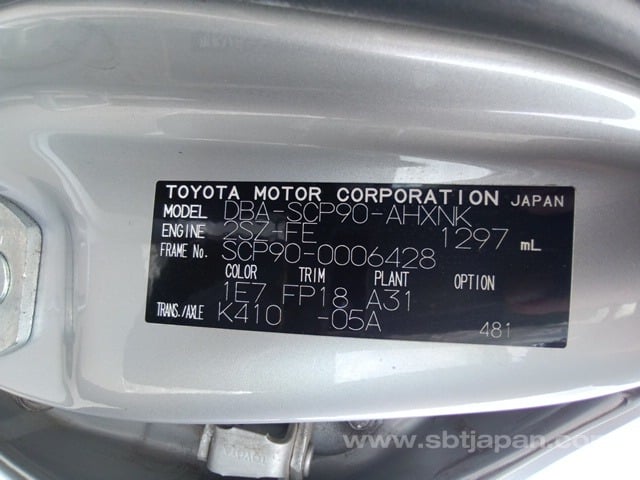 TOYOTA MOTOR CORPORATION JAPAN
MODEL DBA-SCP90-AHXNK
ENGINE 2SZ-FE 1297 mL
FRAME No. SCP90-0006428
COLOR TRIM PLANT OPTION
1E7 FP18 A31
TRANS./AXLE K410 -05A 481
www.sbtjapan.com